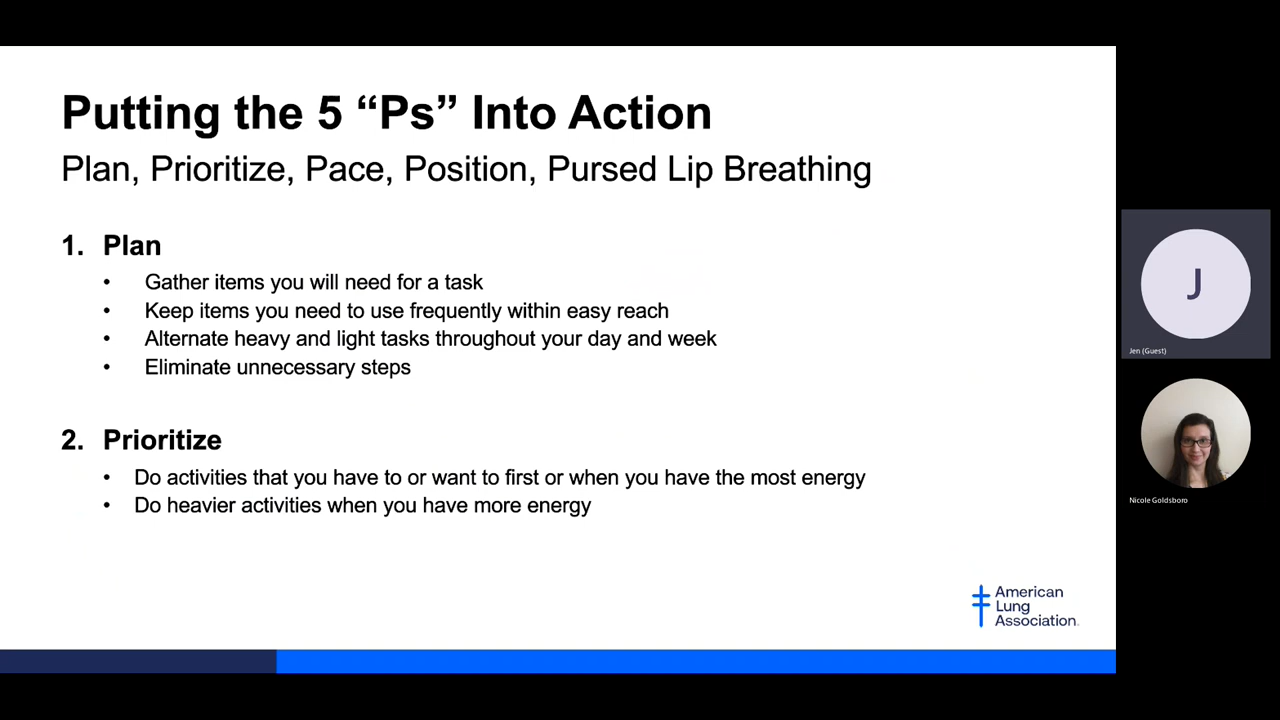 Putting the 5 “Ps” Into Action
Plan, Prioritize, Pace, Position, Pursed Lip Breathing
1. Plan
• Gather items you will need for a task
• Keep items you need to use frequently within easy reach
• Alternate heavy and light tasks throughout your day and week
• Eliminate unnecessary steps
2. Prioritize
• Do activities that you have to or want to first or when you have the most energy
• Do heavier activities when you have more energy
American
Lung
Association.
J
Jen (Guest)
Nicole Goldsboro